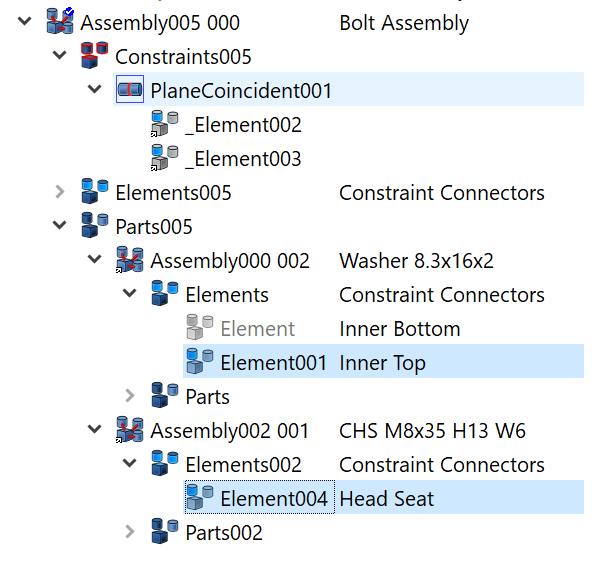 Assembly005 000 Bolt Assembly
Constraints005
PlaneCoincident001
_Element002
_Element003
Elements005 Constraint Connectors
Parts005
Assembly000 002 Washer 8.3x16x2
Elements Constraint Connectors
Element Inner Bottom
Element001 Inner Top
Parts
Assembly002 001 CHS M8x35 H13 W6
Elements002 Constraint Connectors
Element004 Head Seat
Parts002